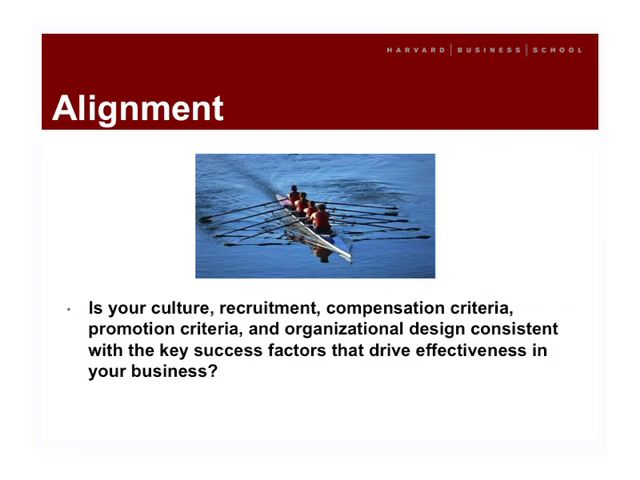 HARVARD | BUSINESS | SCHOOL
Alignment
• Is your culture, recruitment, compensation criteria,
promotion criteria, and organizational design consistent
with the key success factors that drive effectiveness in
your business?